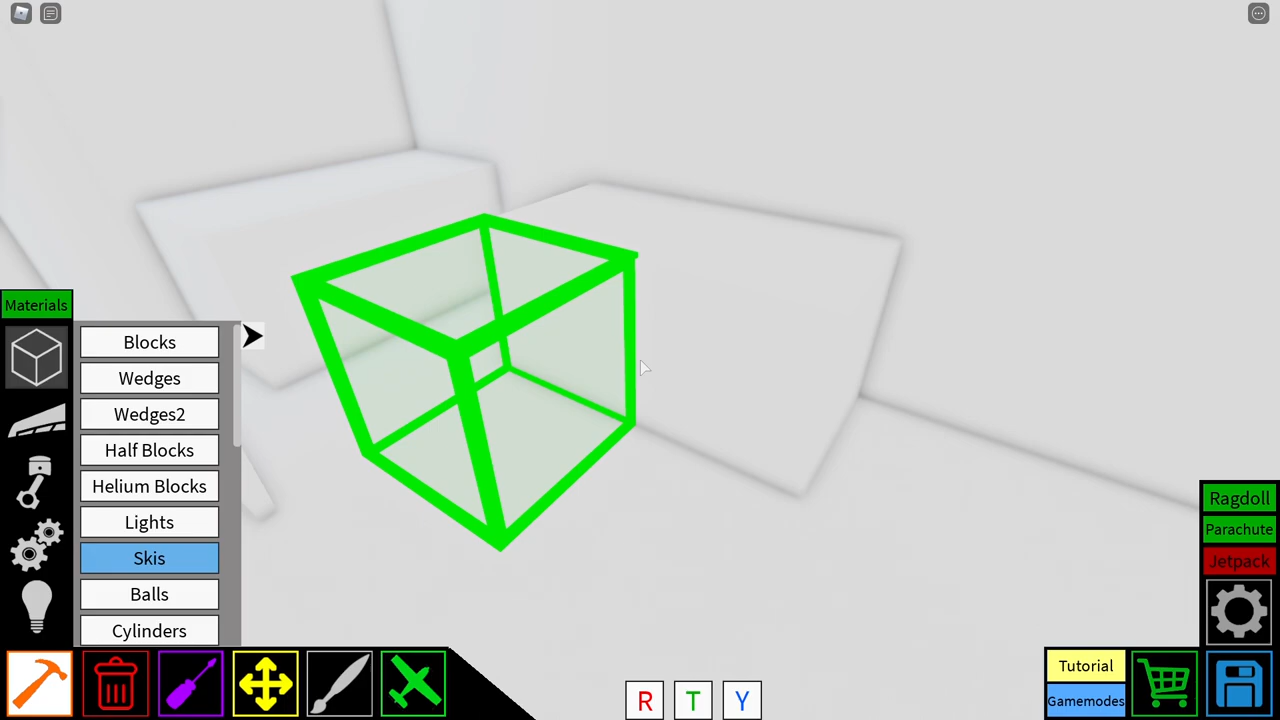 Materials
Blocks
Wedges
Wedges2
Half Blocks
Helium Blocks
Lights
Skis
Balls
Cylinders
Ragdoll
Parachute
Jetpack
Tutorial
Gamemodes
R T Y